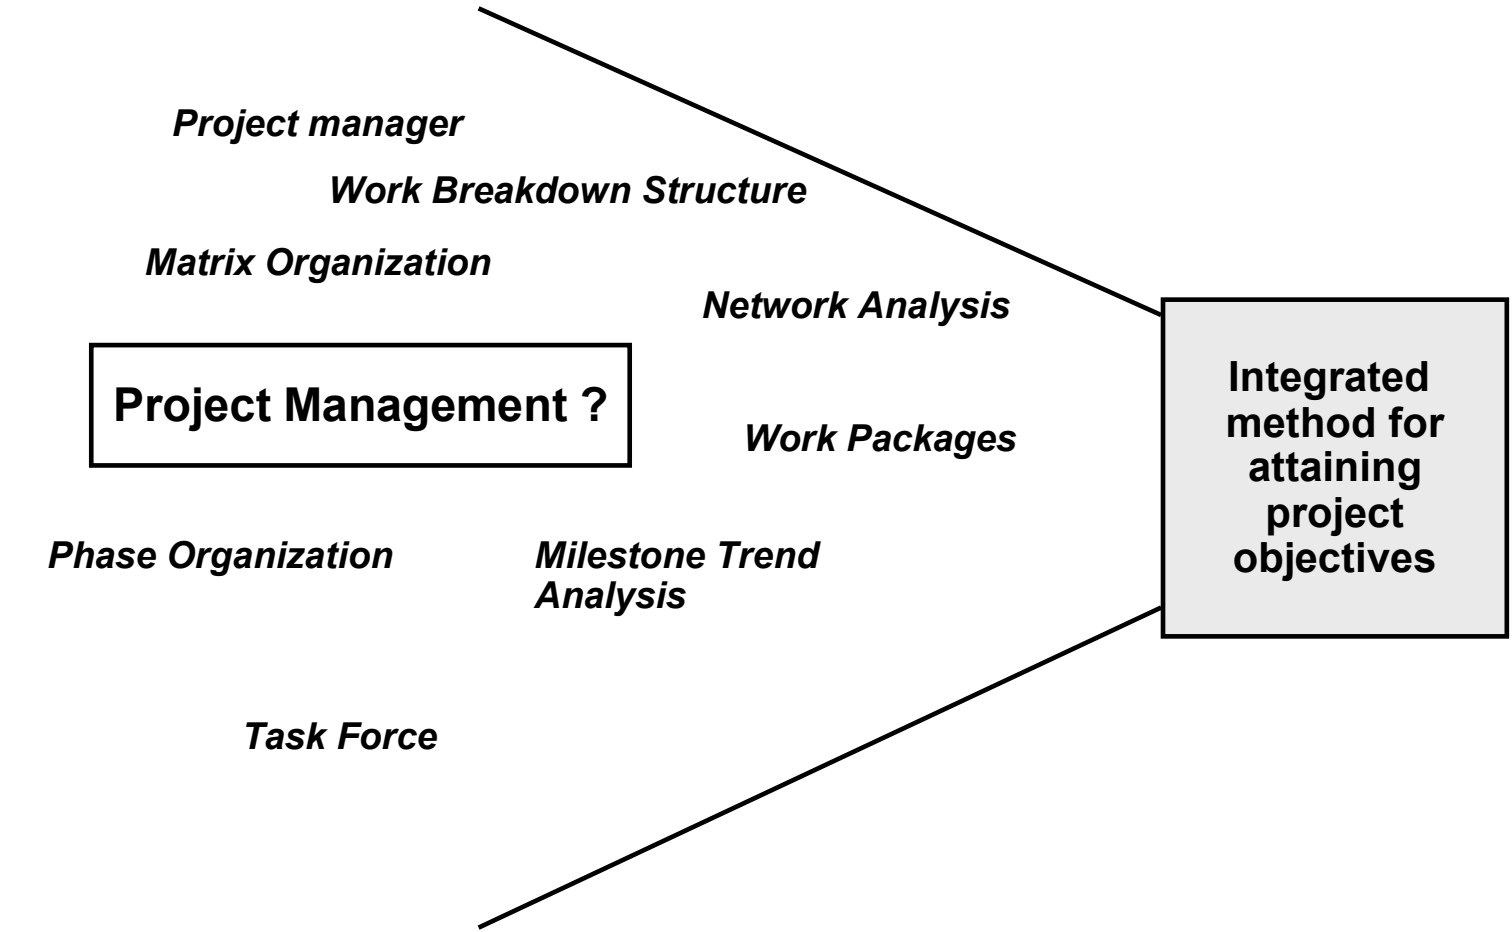 Project manager
Work Breakdown Structure
Matrix Organization
Network Analysis
Project Management ?
Work Packages
Phase Organization
Milestone Trend
Analysis
Task Force
Integrated
method for
attaining
project
objectives